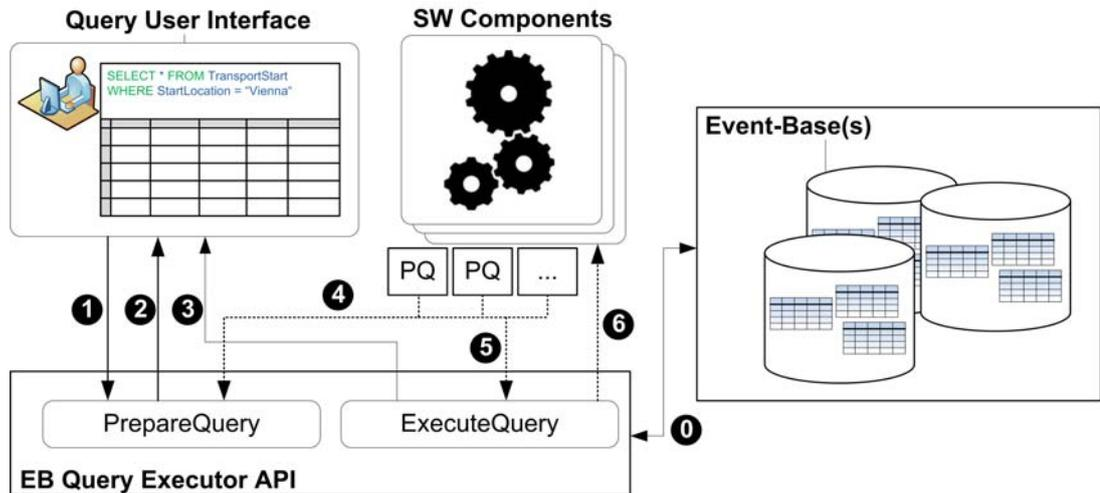 Query User Interface
SW Components
SELECT * FROM TransportStart
WHERE StartLocation = "Vienna"
Event-Base(s)
PQ
PQ
...
1
2
3
4
5
6
PrepareQuery
ExecuteQuery
0
EB Query Executor API